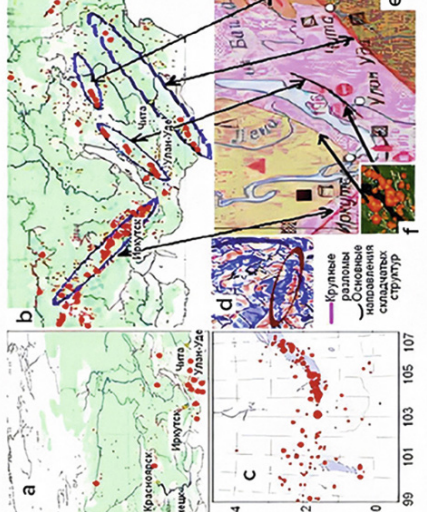 a
Красноярск
Иркутск
Чита
Улан-Удэ
b
Иркутск
Улан-Удэ
Чита
c
99
101
103
105
107
d
Крупные
разломы
Основные
направления
складчатых
структур
Иркутск
Лена
Улан
Чита
e
f